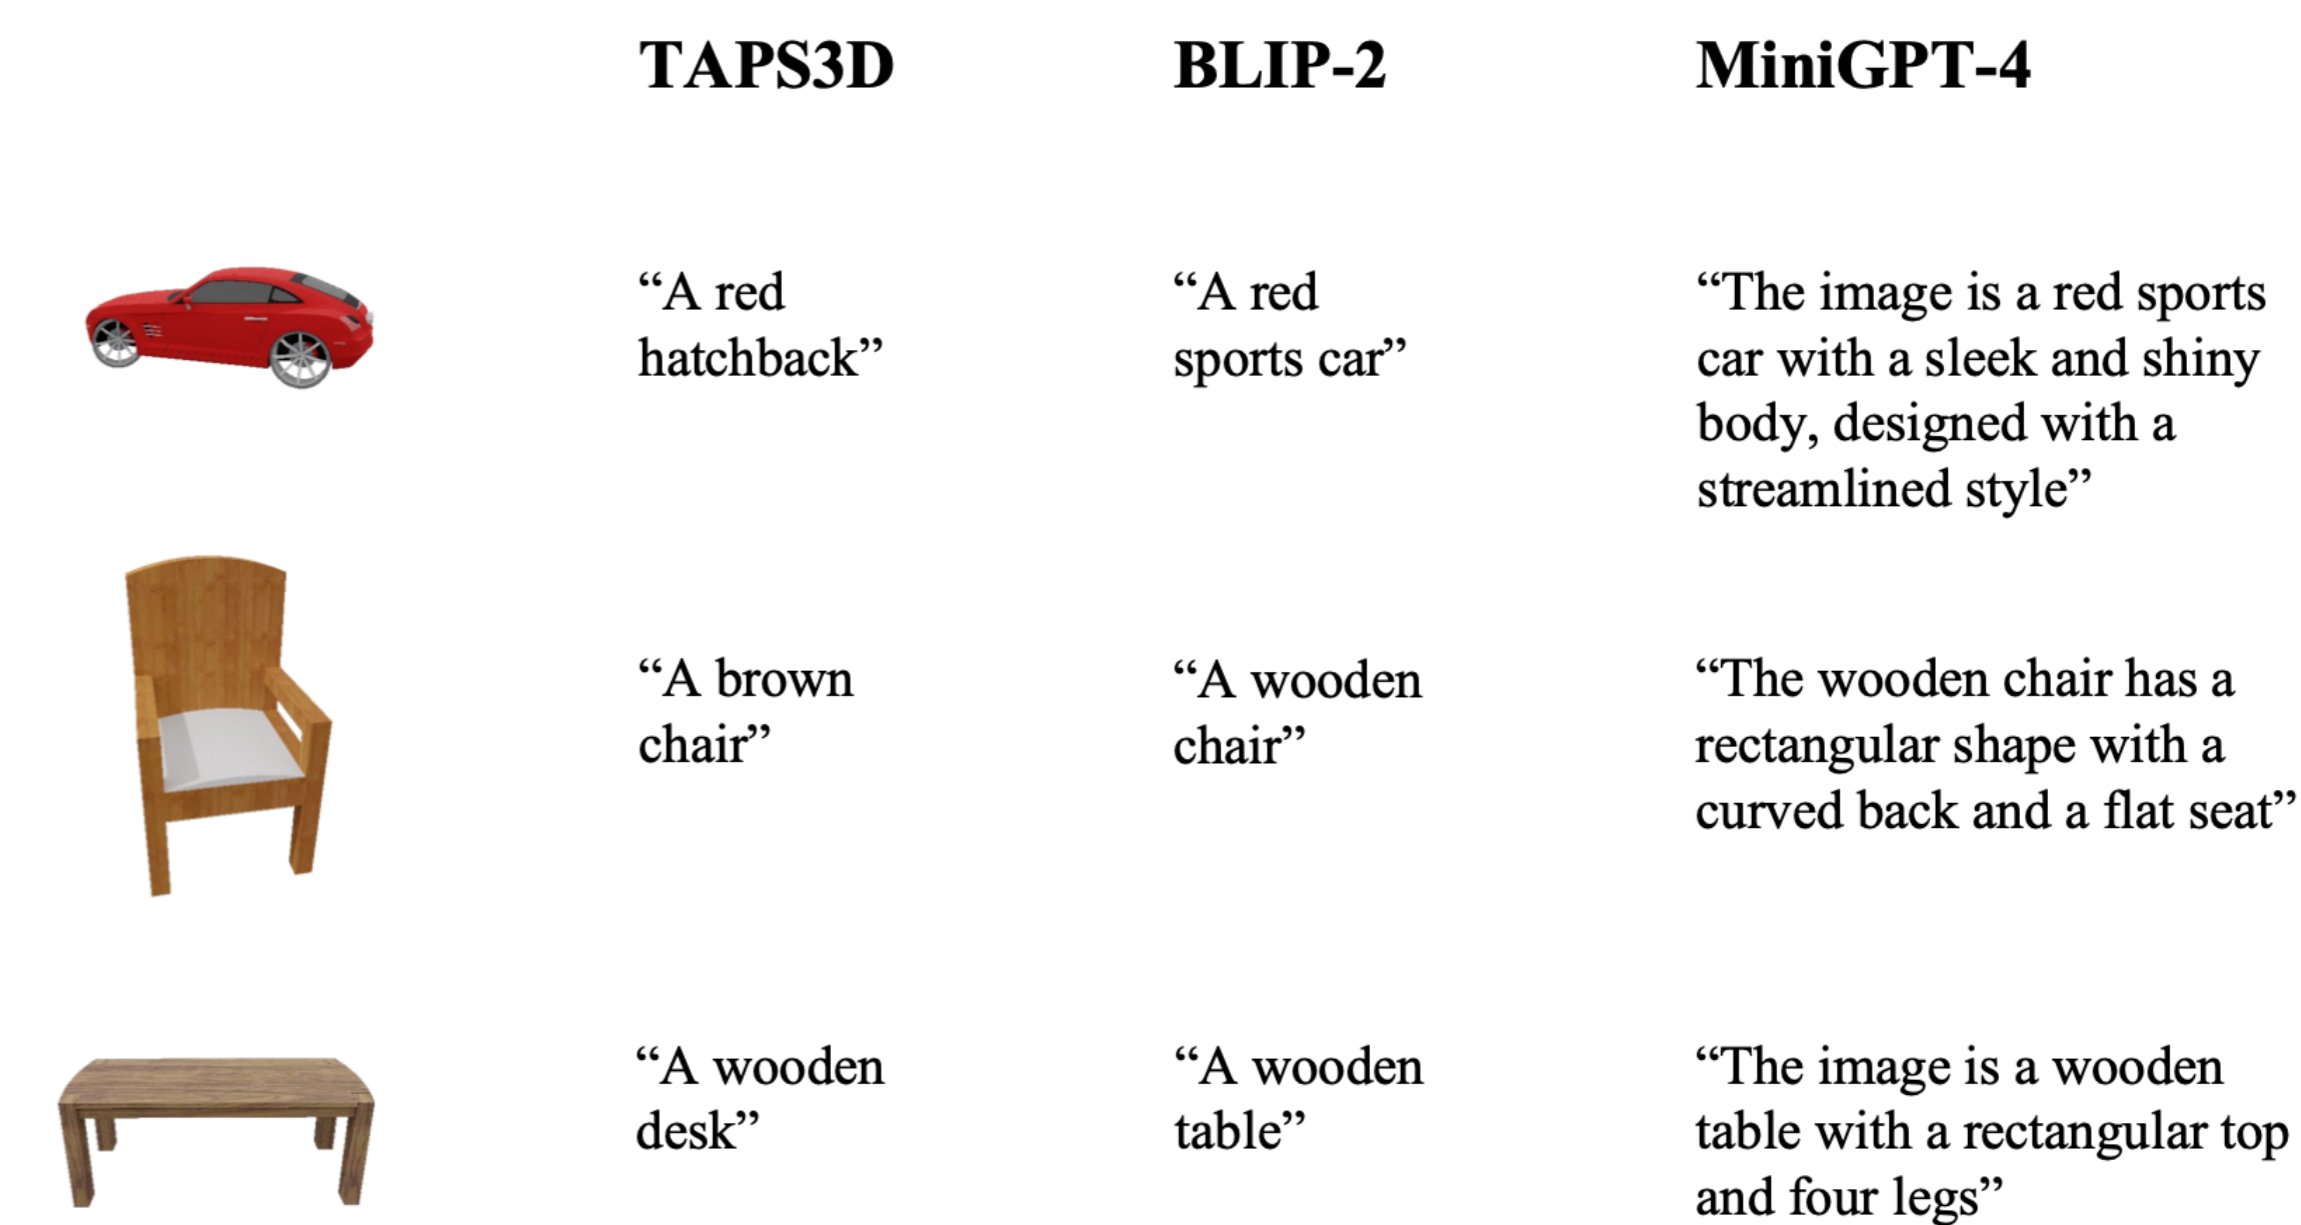 TAPS3D BLIP-2 MiniGPT-4
“A red
hatchback”
“A red
sports car”
“The image is a red sports
car with a sleek and shiny
body, designed with a
streamlined style”
“A brown
chair”
“A wooden
chair”
“The wooden chair has a
rectangular shape with a
curved back and a flat seat”
“A wooden
desk”
“A wooden
table”
“The image is a wooden
table with a rectangular top
and four legs”